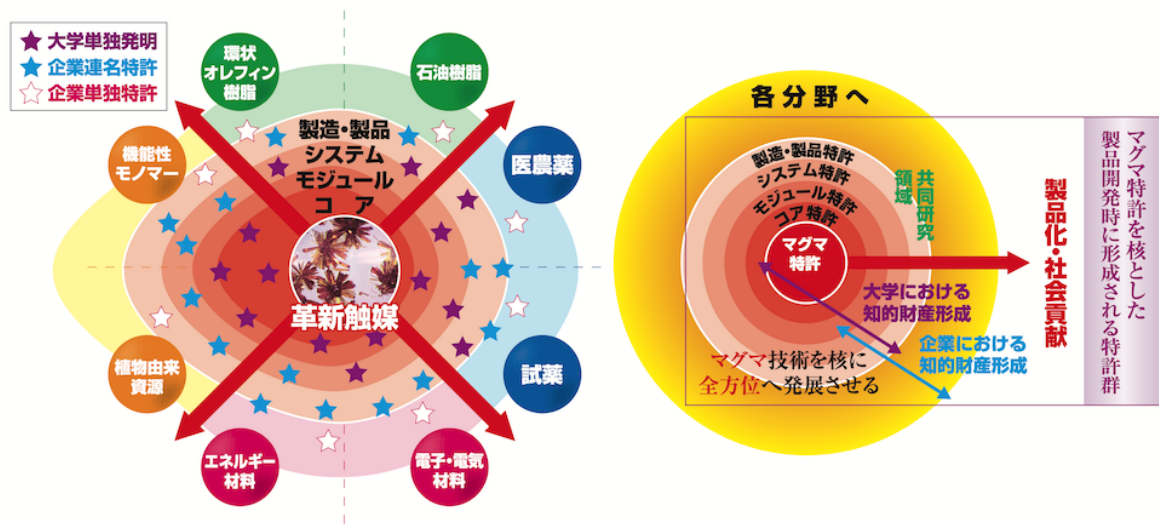 大学単独発明
企業連名特許
企業単独特許
環状
オレフィン
樹脂
石油樹脂
機能性
モノマー
医農薬
製造・製品
システム
モジュール
コア
革新触媒
植物由来
資源
試薬
エネルギー
材料
電子・電気
材料
各分野へ
製造・製品特許
システム特許
モジュール特許
コア特許
マグマ
特許
共同研究
領域
大学における
知的財産形成
企業における
知的財産形成
マグマ技術を核に
全方位へ発展させる
製品化・社会貢献
マグマ特許を核とした
製品開発時に形成される特許群